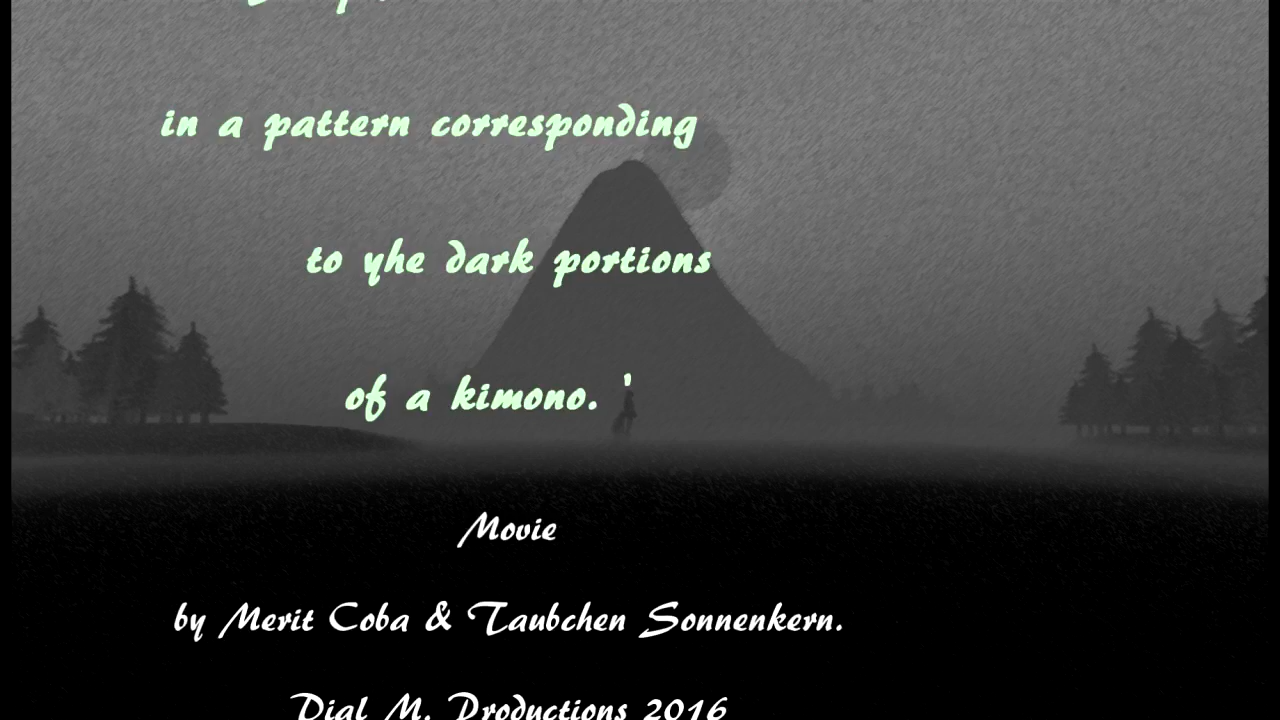 in a pattern corresponding
to yhe dark portions
of a kimono. '
Movie
by Merit Coba & Taubchen Sonnenkern.
Dial M. Productions 2016